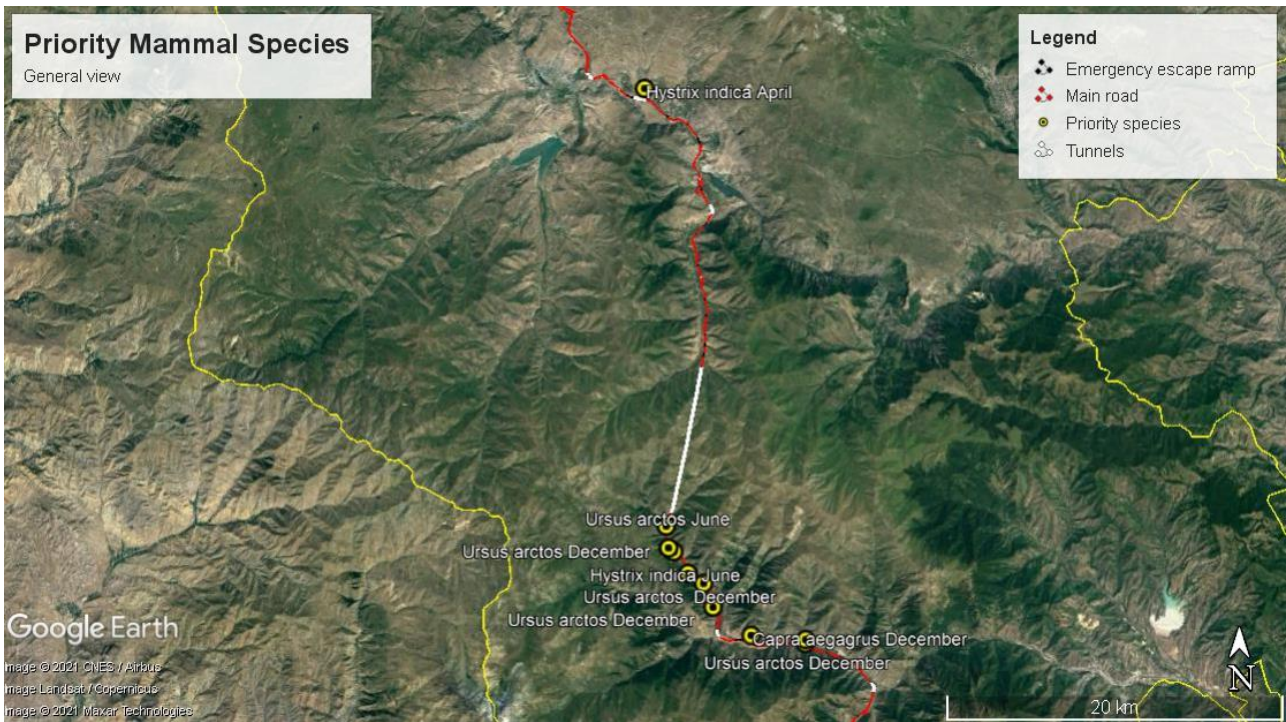 Priority Mammal Species
General view
Legend
Emergency escape ramp
Main road
Priority species
Tunnels
Hystrix indica April
Ursus arctos June
Ursus arctos December
Hystrix indica June
Ursus arctos  December
Ursus arctos December
Capra aegagrus December
Ursus arctos December
Google Earth
Image © 2021 CNES / Airbus
Image Landsat / Copernicus
Image © 2021 Maxar Technologies
N
20 km